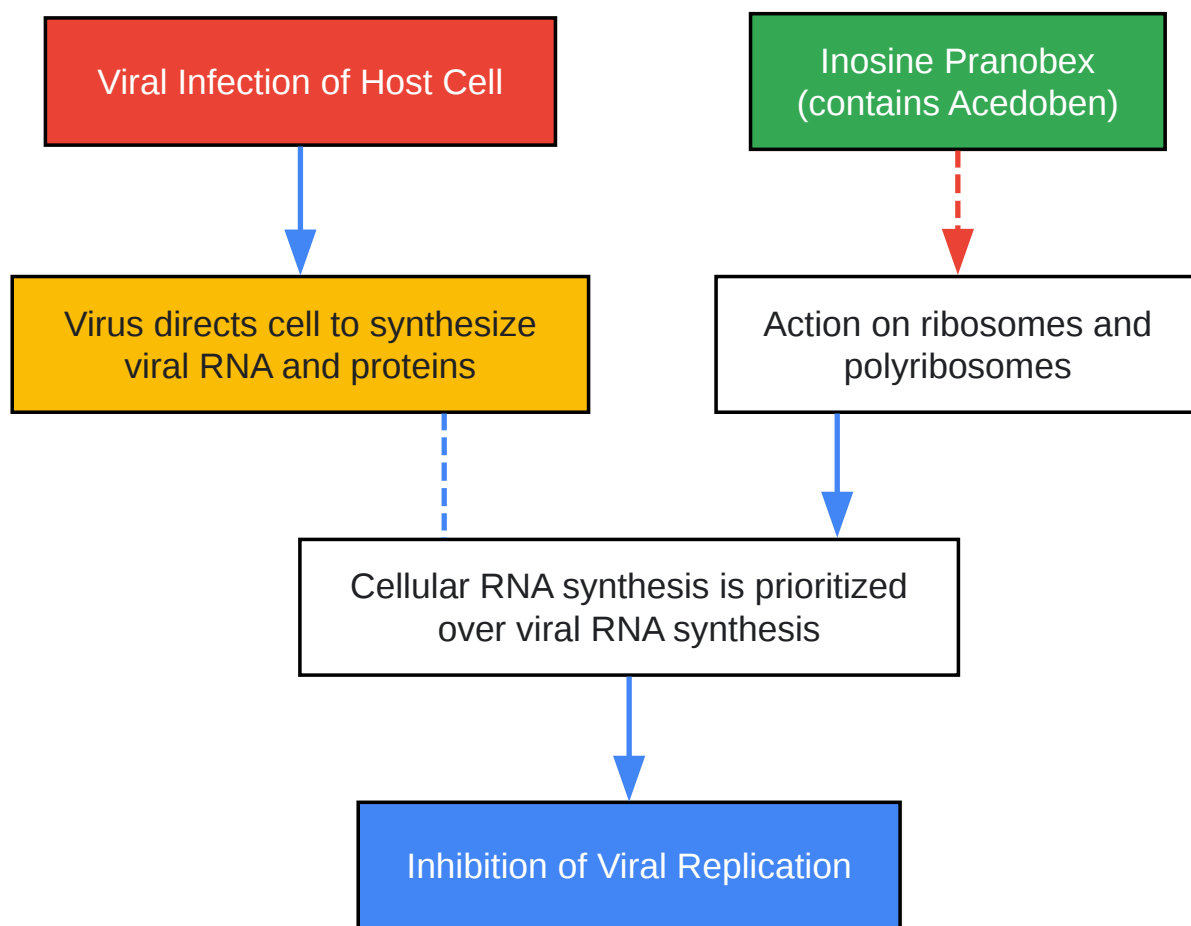 Viral Infection of Host Cell
Inosine Pranobex
(contains Acedoben)
Virus directs cell to synthesize
viral RNA and proteins
Action on ribosomes and
polyribosomes
Cellular RNA synthesis is prioritized
over viral RNA synthesis
Inhibition of Viral Replication